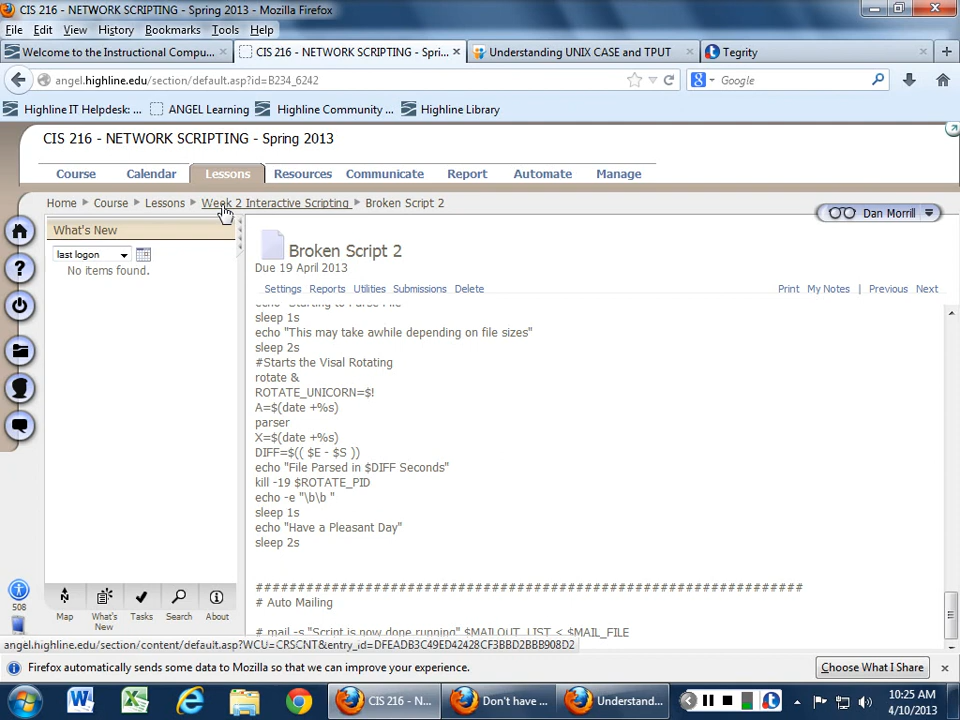 CIS 216 - NETWORK SCRIPTING - Spring 2013 - Mozilla Firefox
File Edit View History Bookmarks Tools Help
Welcome to the Instructional Compu... × CIS 216 - NETWORK SCRIPTING - Spri... × Understanding UNIX CASE and TPUT × Tegrity × +
angel.highline.edu/section/default.asp?id=B234_6242 Google
Highline IT Helpdesk: ... ANGEL Learning Highline Community ... Highline Library
CIS 216 - NETWORK SCRIPTING - Spring 2013
Course Calendar Lessons Resources Communicate Report Automate Manage
Home Course Lessons Week 2 Interactive Scripting Broken Script 2
Dan Morrill
What's New
last logon
No items found.
Broken Script 2
Due 19 April 2013
Settings Reports Utilities Submissions Delete Print My Notes | Previous Next
echo "Starting to Parse File"
sleep 1s
echo "This may take awhile depending on file sizes"
sleep 2s
#Starts the Visal Rotating
rotate &
ROTATE_UNICORN=$!
A=$(date +%s)
parser
X=$(date +%s)
DIFF=$(( $E - $S ))
echo "File Parsed in $DIFF Seconds"
kill -19 $ROTATE_PID
echo -e "\b\b "
sleep 1s
echo "Have a Pleasant Day"
sleep 2s
#################################################################
# Auto Mailing
# mail -s "Script is now done running" $MAILOUT_LIST < $MAIL_FILE
Map What's New Tasks Search About
508
angel.highline.edu/section/content/default.asp?WCU=CRSCNT&entry_id=DFEADB3C49ED42428CF3BBD2BBB908D2
Firefox automatically sends some data to Mozilla so that we can improve your experience. Choose What I Share ×
CIS 216 - N... Don't have ... Understand... 10:25 AM
4/10/2013